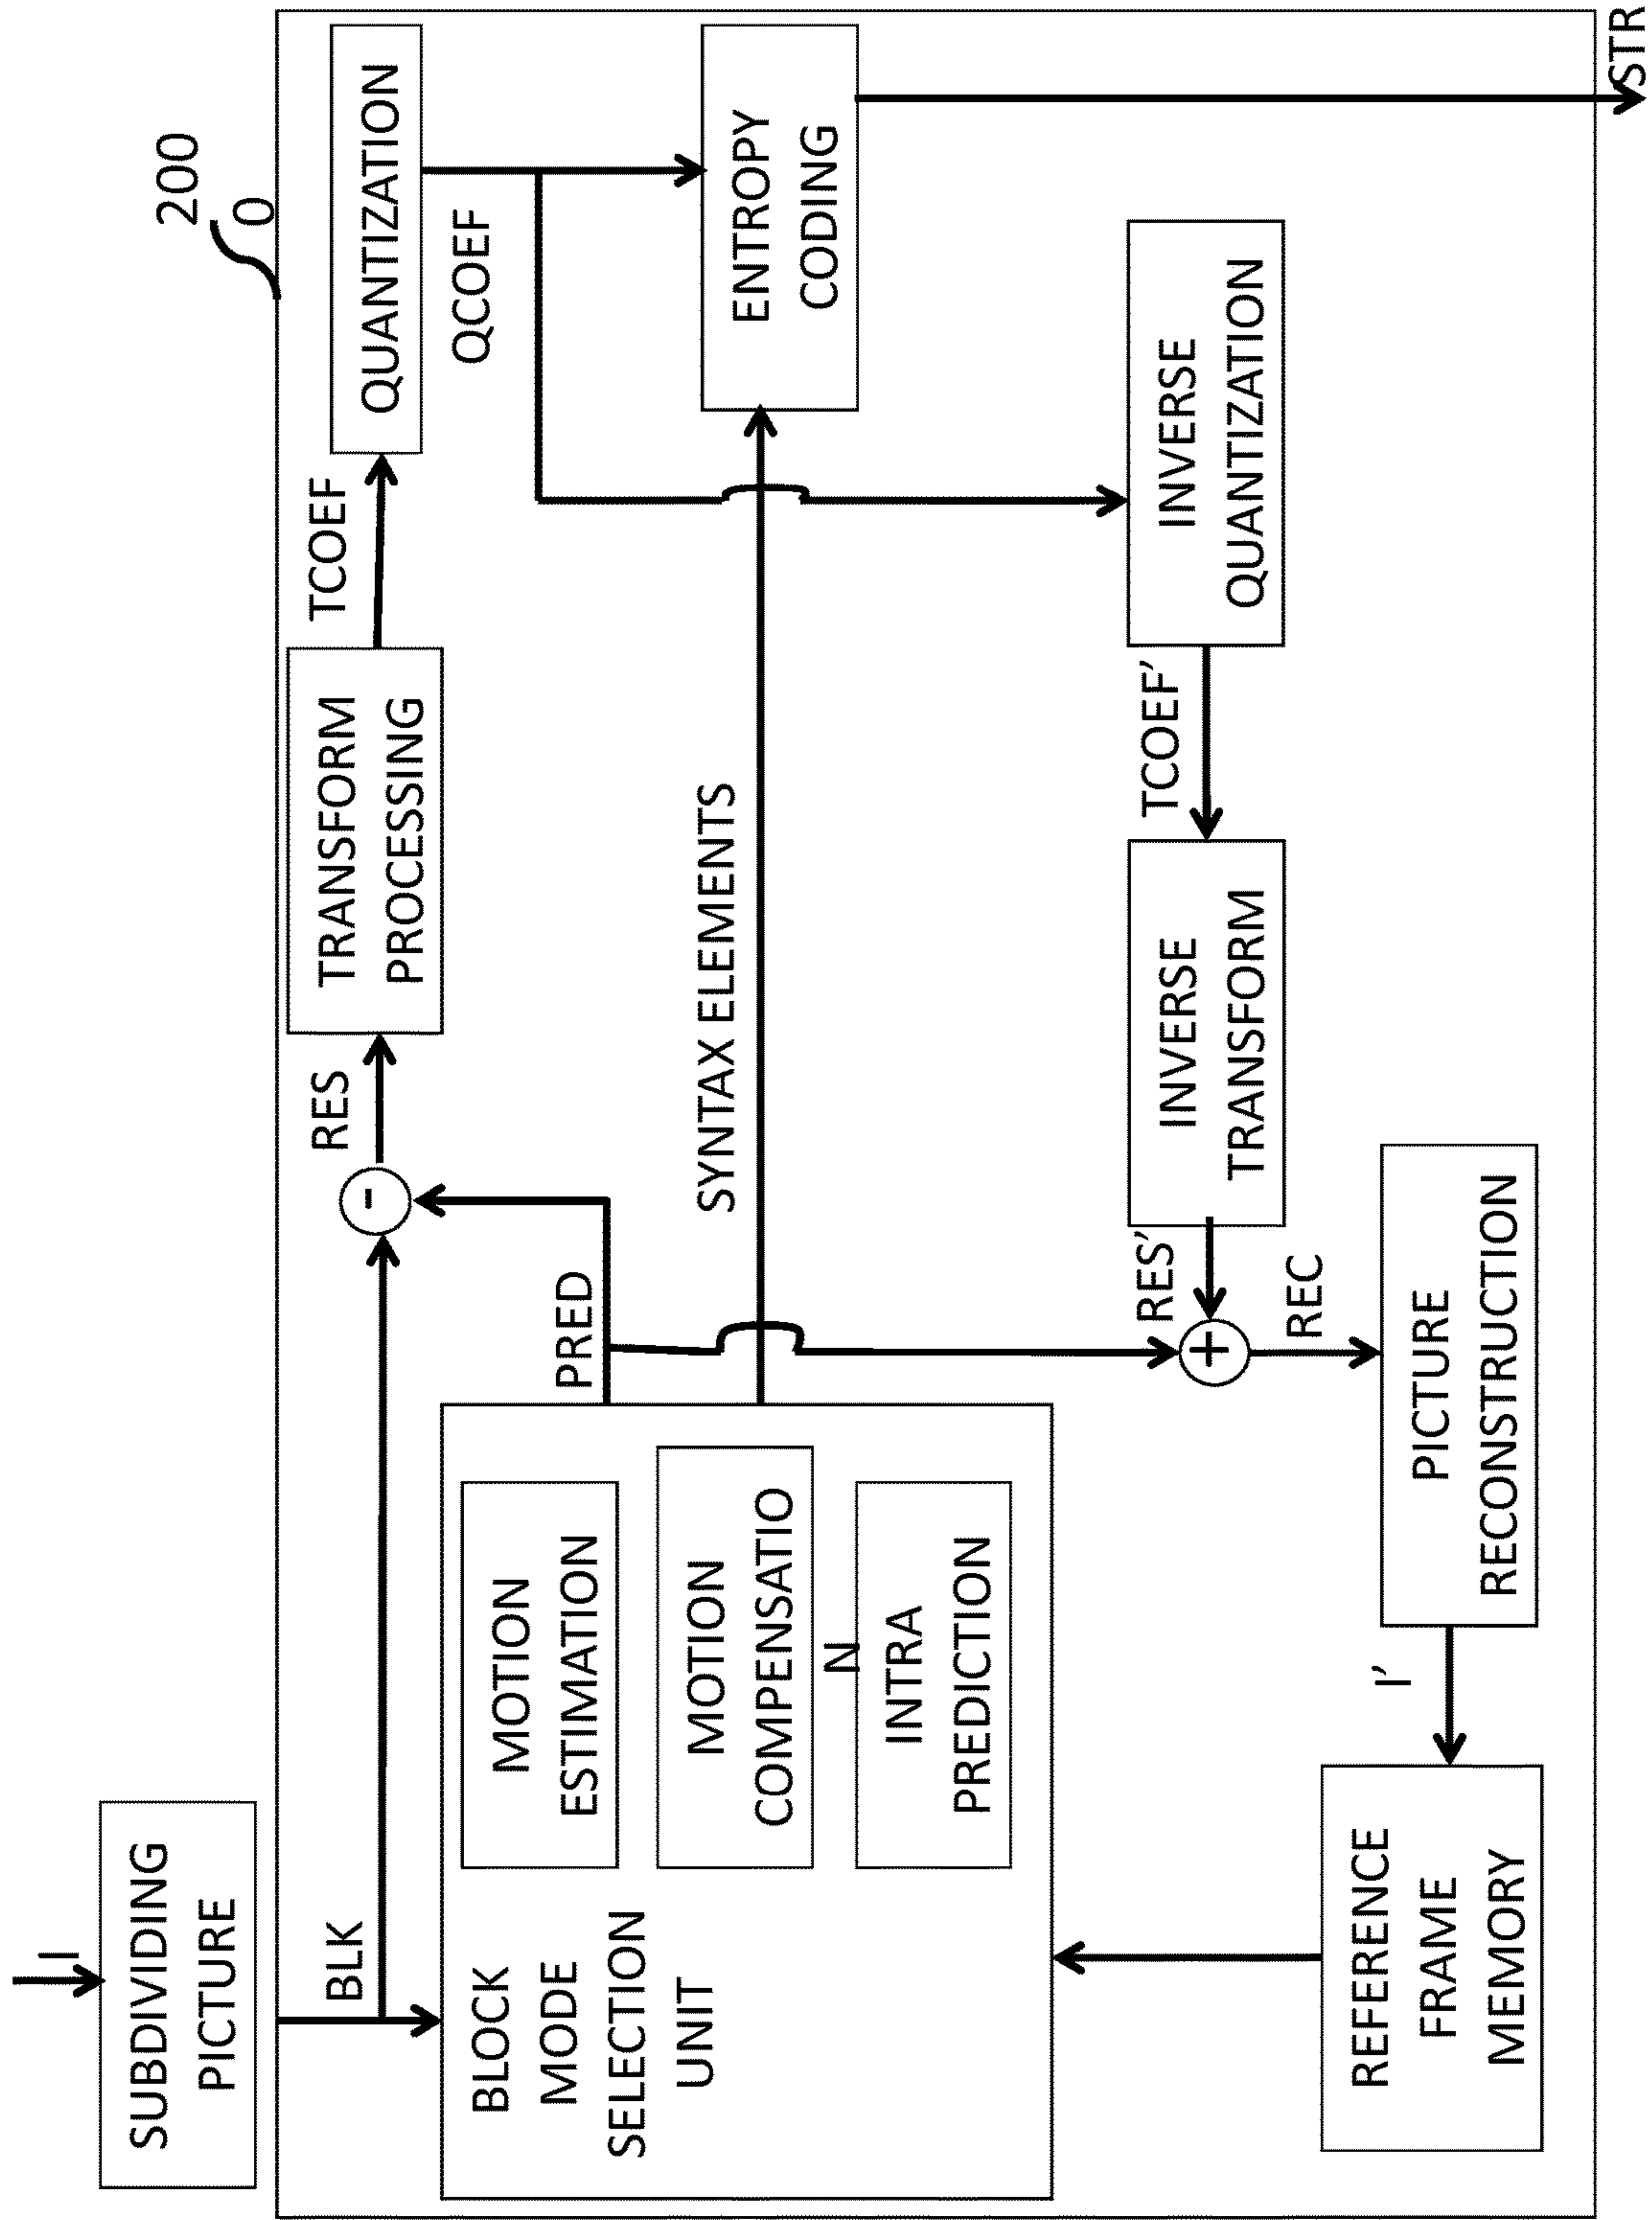 I
SUBDIVIDING
PICTURE
200
0
BLK
RES
TRANSFORM
PROCESSING
TCOEF
QUANTIZATION
QCOEF
-
PRED
SYNTAX ELEMENTS
ENTROPY
CODING
STR
BLOCK
MODE
SELECTION
UNIT
MOTION
ESTIMATION
MOTION
COMPENSATIO
N
INTRA
PREDICTION
INVERSE
QUANTIZATION
TCOEF'
INVERSE
TRANSFORM
RES'
+
REC
PICTURE
RECONSTRUCTION
I'
REFERENCE
FRAME
MEMORY